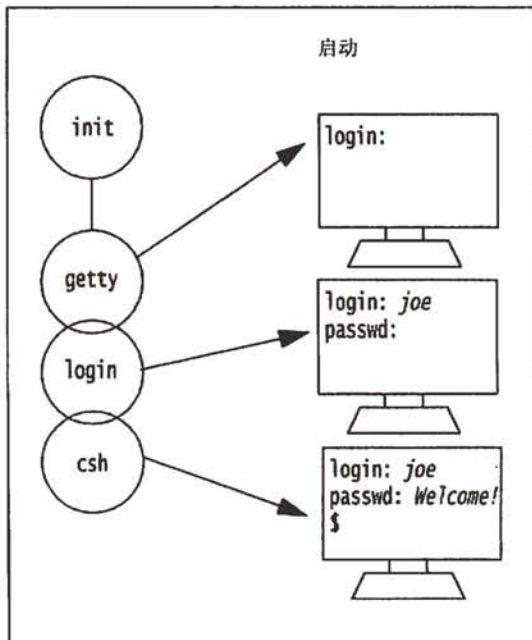 启动
init
login:
getty
login: joe
passwd:
login
csh
login: joe
passwd: Welcome!
$